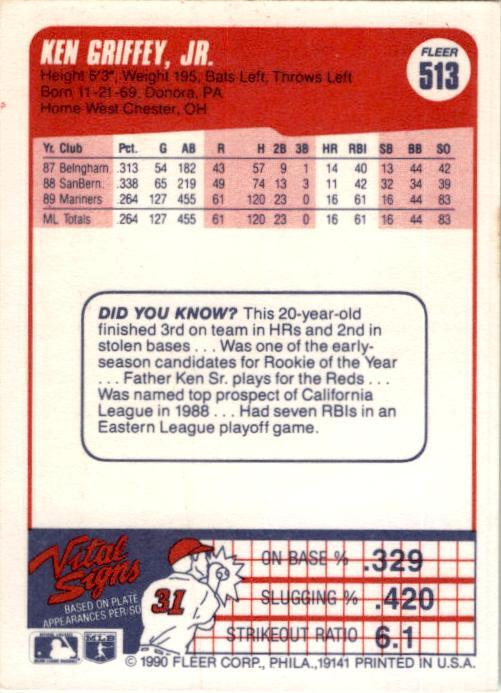 KEN GRIFFEY, JR.
FLEER
513
Height 6'3", Weight 195, Bats Left, Throws Left
Born 11-21-69, Donora, PA
Home West Chester, OH
Yr. Club Pct. G AB R H 2B 3B HR RBI SB BB SO
87 Belngham .313 54 182 43 57 9 1 14 40 13 44 42
88 SanBern. .338 65 219 49 74 13 3 11 42 32 34 39
89 Mariners .264 127 455 61 120 23 0 16 61 16 44 83
ML Totals .264 127 455 61 120 23 0 16 61 16 44 83
DID YOU KNOW? This 20-year-old
finished 3rd on team in HRs and 2nd in
stolen bases . . . Was one of the early-
season candidates for Rookie of the Year
. . . Father Ken Sr. plays for the Reds . . .
Was named top prospect of California
League in 1988 . . . Had seven RBIs in an
Eastern League playoff game.
Vital
Signs
BASED ON PLATE
APPEARANCES PER/SO
31
ON BASE % .329
SLUGGING % .420
STRIKEOUT RATIO 6.1
© 1990 FLEER CORP., PHILA., 19141 PRINTED IN U.S.A.